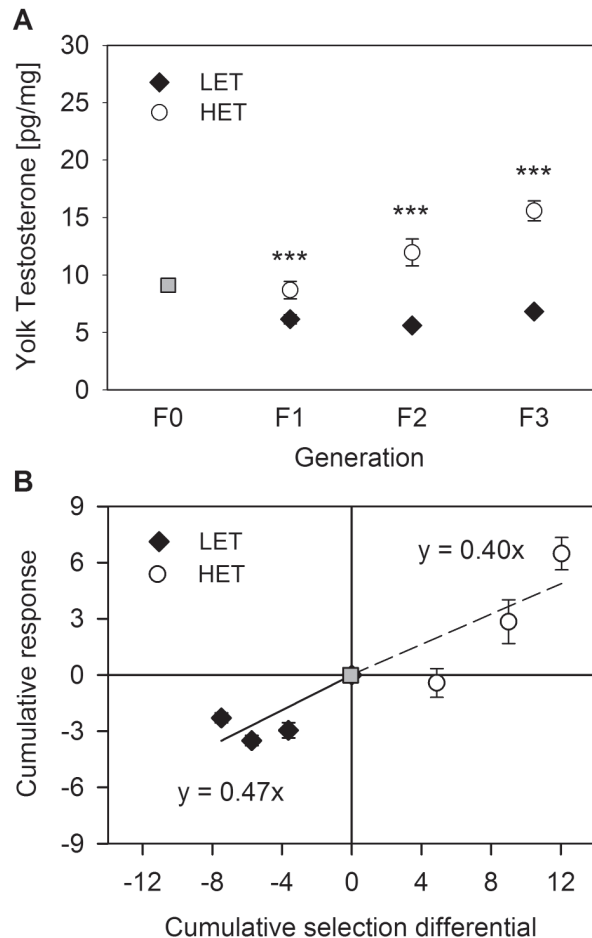 A
Yolk Testosterone [pg/mg]
30
25
20
15
10
5
0
LET
HET
***
***
***
F0 F1 F2 F3
Generation
B
Cumulative response
9
6
3
0
-3
-6
-9
LET
HET
y = 0.40x
y = 0.47x
-12 -8 -4 0 4 8 12
Cumulative selection differential